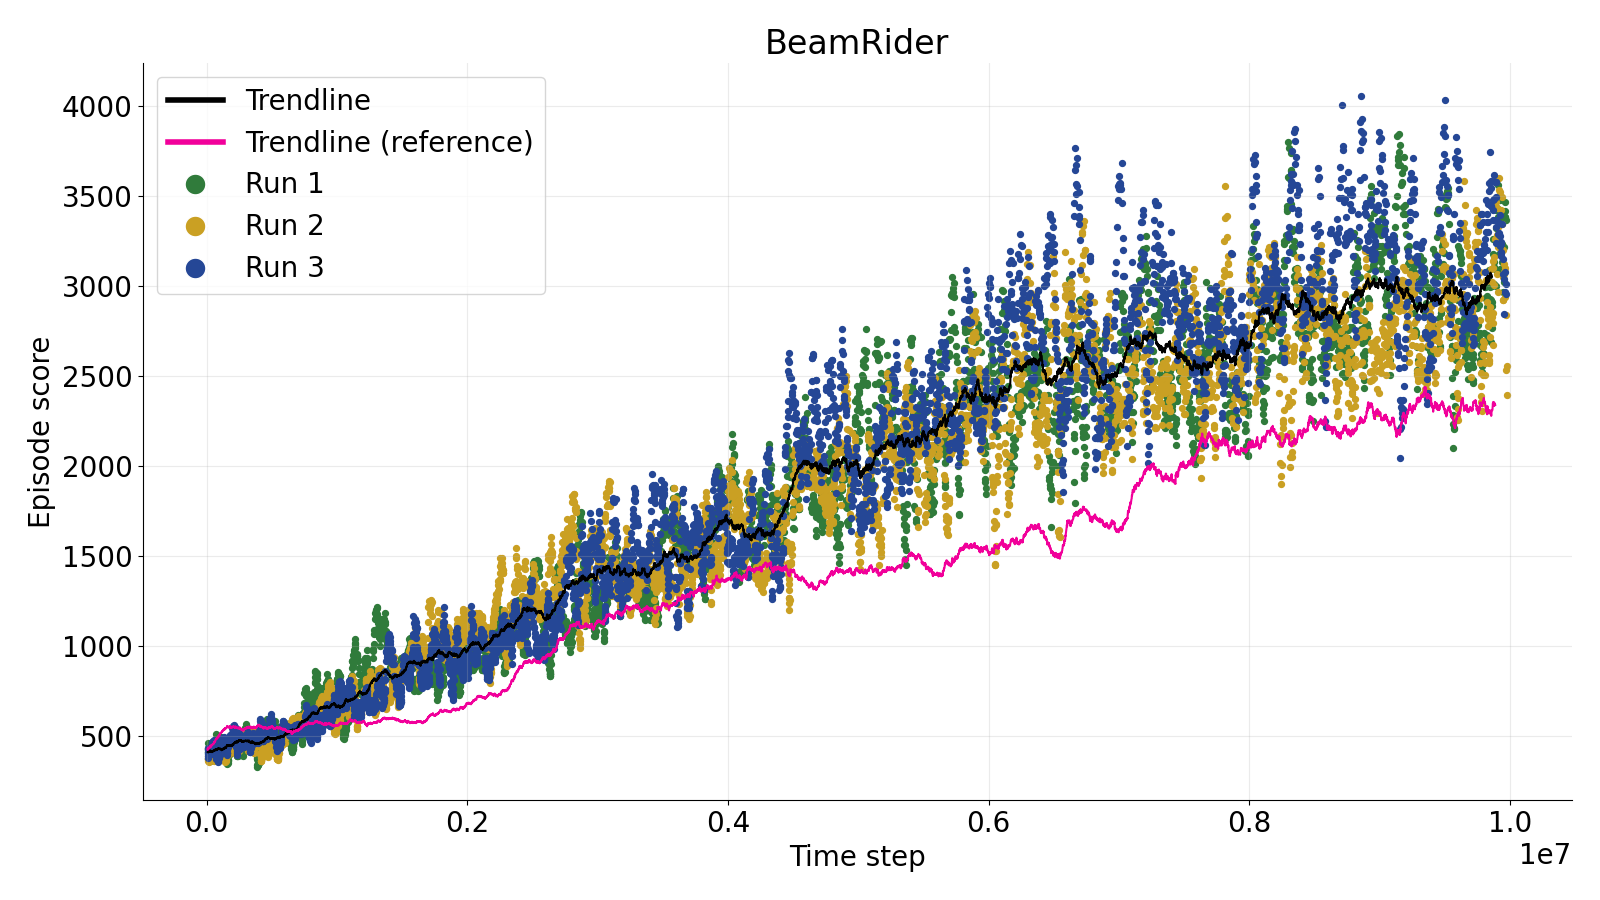 BeamRider
Trendline
Trendline (reference)
Run 1
Run 2
Run 3
Episode score
4000
3500
3000
2500
2000
1500
1000
500
0.0 0.2 0.4 0.6 0.8 1.0
Time step
1e7